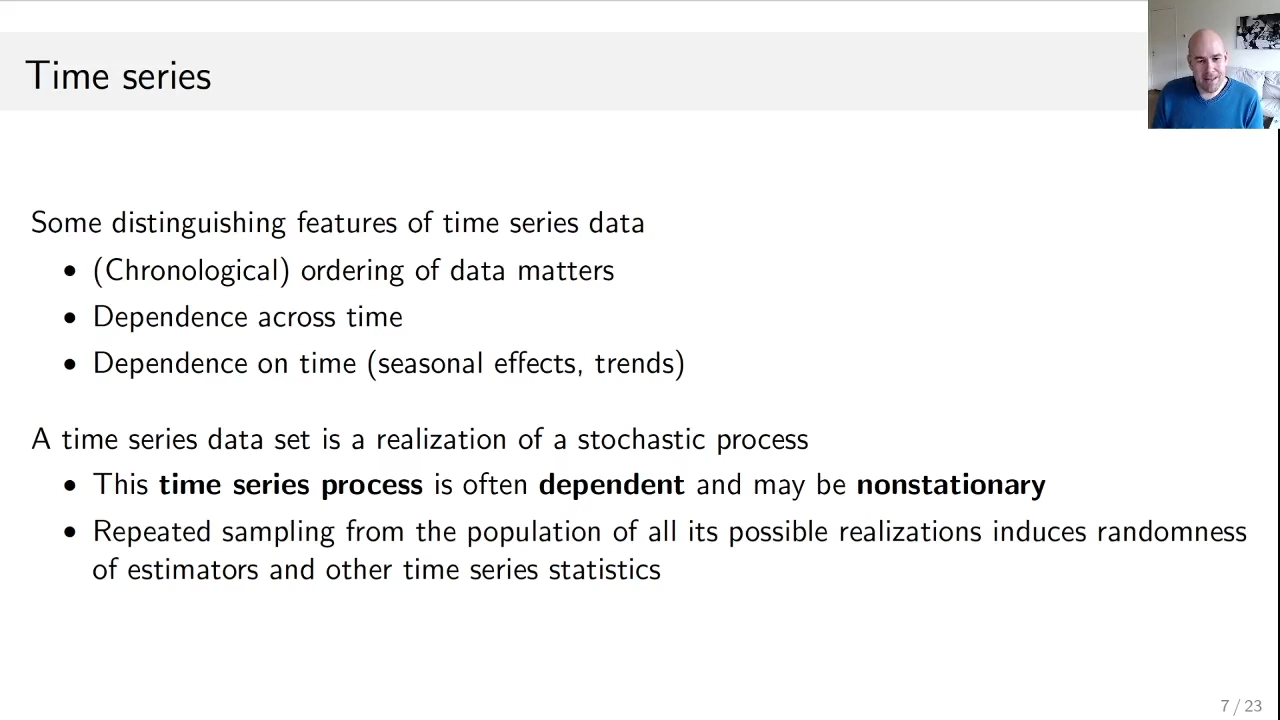 Time series
Some distinguishing features of time series data
• (Chronological) ordering of data matters
• Dependence across time
• Dependence on time (seasonal effects, trends)
A time series data set is a realization of a stochastic process
• This time series process is often dependent and may be nonstationary
• Repeated sampling from the population of all its possible realizations induces randomness
of estimators and other time series statistics
7 / 23